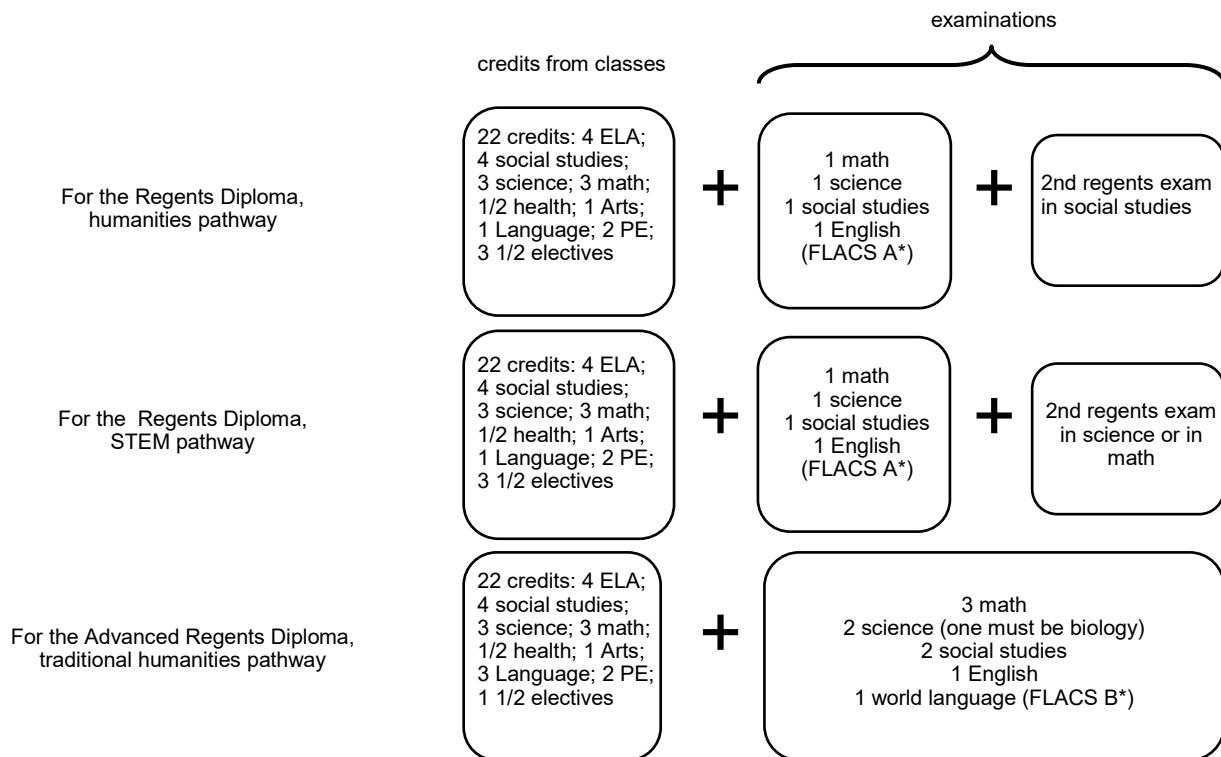 examinations
credits from classes
For the Regents Diploma,
humanities pathway
22 credits: 4 ELA;
4 social studies;
3 science; 3 math;
1/2 health; 1 Arts;
1 Language; 2 PE;
3 1/2 electives
+
1 math
1 science
1 social studies
1 English
(FLACS A*)
+
2nd regents exam
in social studies
For the  Regents Diploma,
STEM pathway
22 credits: 4 ELA;
4 social studies;
3 science; 3 math;
1/2 health; 1 Arts;
1 Language; 2 PE;
3 1/2 electives
+
1 math
1 science
1 social studies
1 English
(FLACS A*)
+
2nd regents exam
in science or in
math
For the Advanced Regents Diploma,
traditional humanities pathway
22 credits: 4 ELA;
4 social studies;
3 science; 3 math;
1/2 health; 1 Arts;
3 Language; 2 PE;
1 1/2 electives
+
3 math
2 science (one must be biology)
2 social studies
1 English
1 world language (FLACS B*)